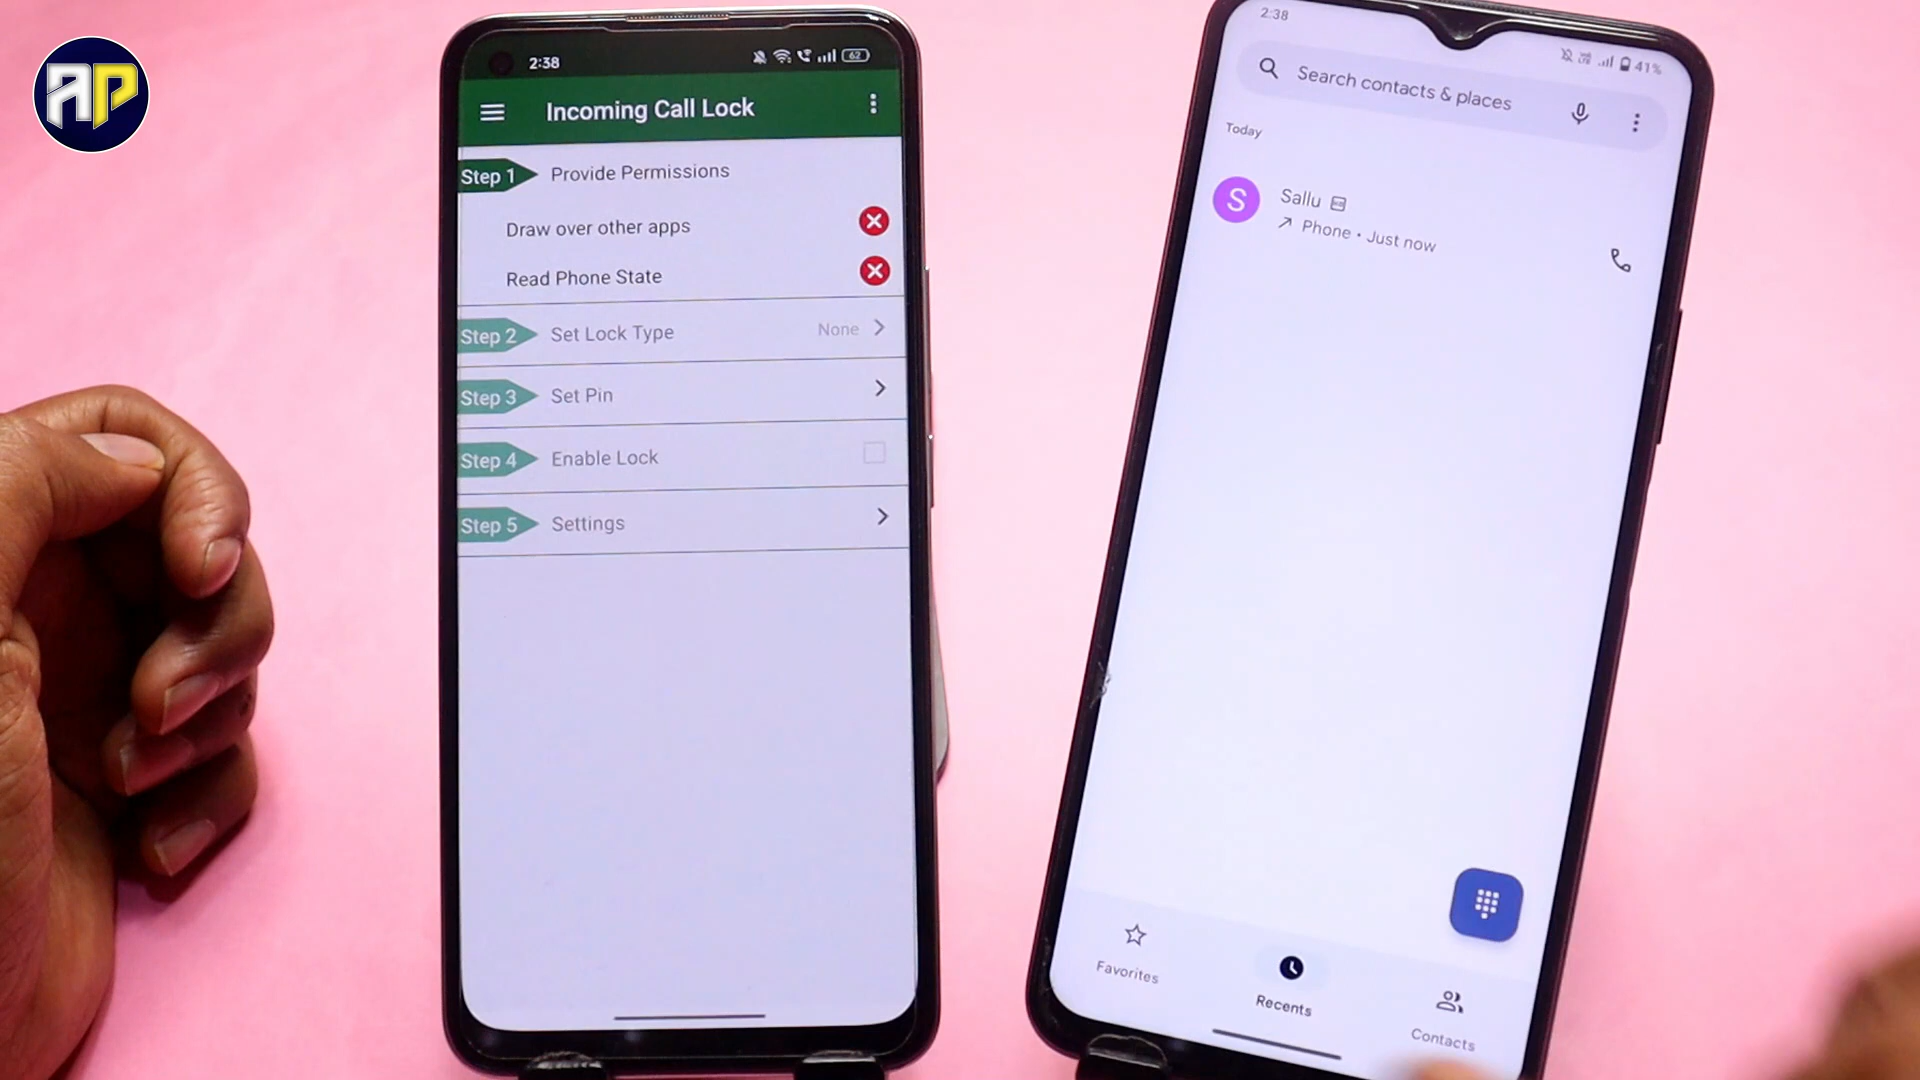 AP
2:38
62
Incoming Call Lock
Step 1 Provide Permissions
Draw over other apps
Read Phone State
Step 2 Set Lock Type None
Step 3 Set Pin
Step 4 Enable Lock
Step 5 Settings
2:38
41%
Search contacts & places
Today
S
Sallu
Phone • Just now
Favorites
Recents
Contacts